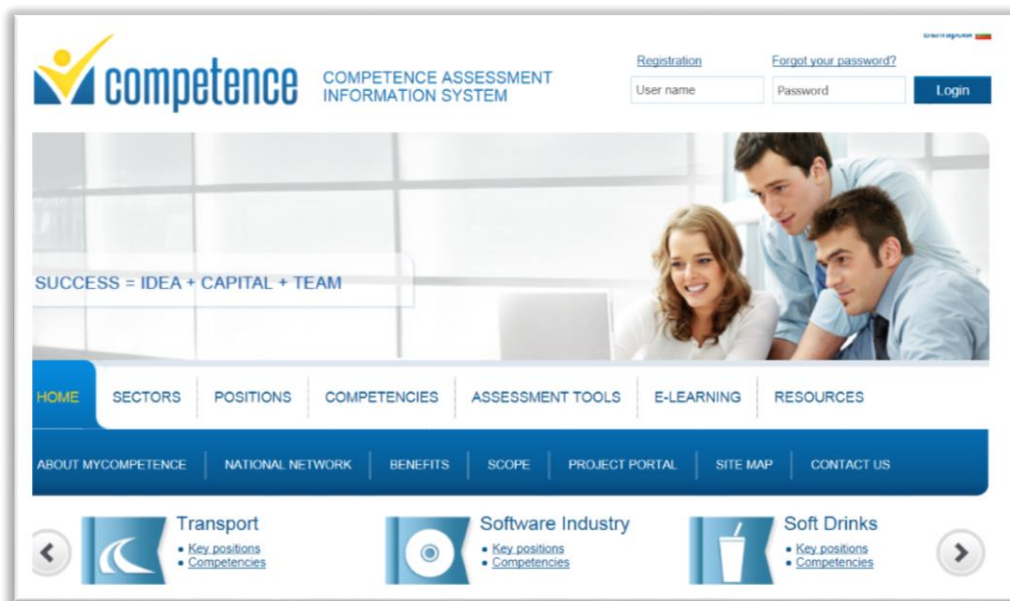 Registration
Forgot your password?
competence
COMPETENCE ASSESSMENT
INFORMATION SYSTEM
User name
Password
Login
SUCCESS = IDEA + CAPITAL + TEAM
HOME
SECTORS
POSITIONS
COMPETENCIES
ASSESSMENT TOOLS
E-LEARNING
RESOURCES
ABOUT MYCOMPETENCE
NATIONAL NETWORK
BENEFITS
SCOPE
PROJECT PORTAL
SITE MAP
CONTACT US
Transport
• Key positions
• Competencies
Software Industry
• Key positions
• Competencies
Soft Drinks
• Key positions
• Competencies